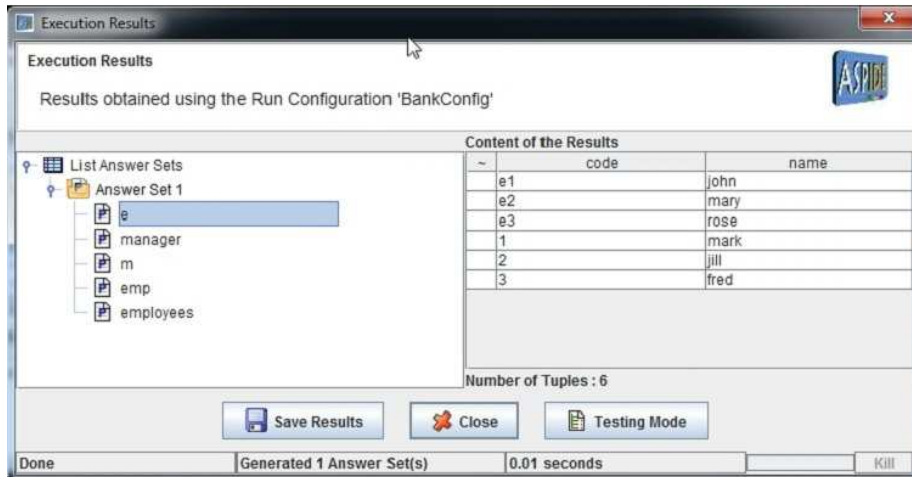 Execution Results
Execution Results
Results obtained using the Run Configuration 'BankConfig'
ASPIDE
List Answer Sets
Answer Set 1
e
manager
m
emp
employees
Content of the Results
~ code name
e1 john
e2 mary
e3 rose
1 mark
2 jill
3 fred
Number of Tuples : 6
Save Results Close Testing Mode
Done Generated 1 Answer Set(s) 0.01 seconds Kill